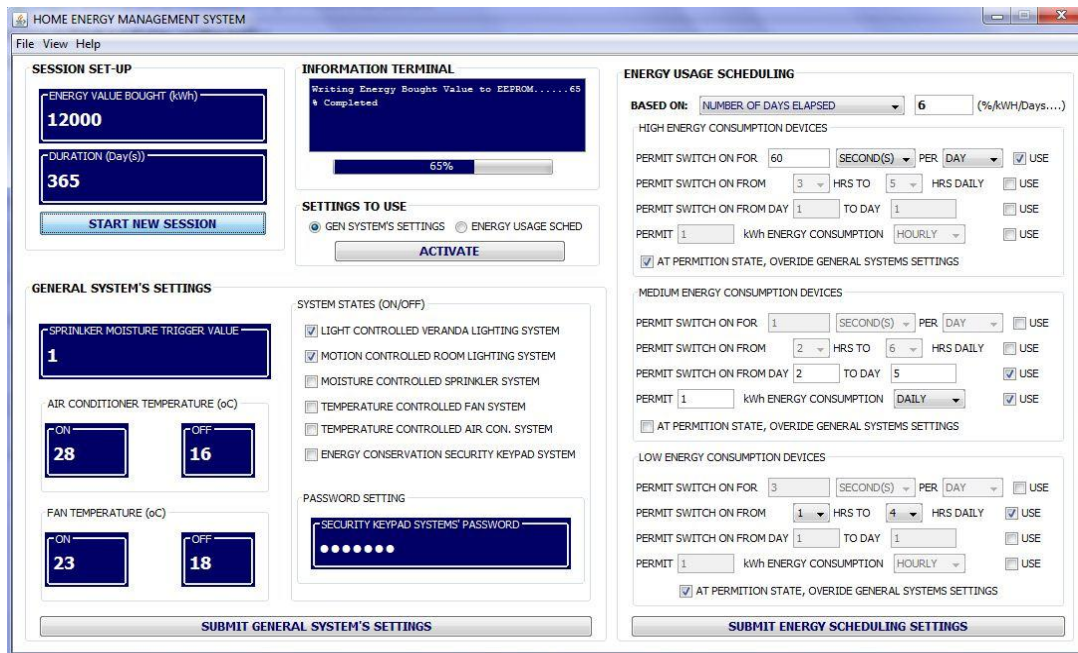 HOME ENERGY MANAGEMENT SYSTEM
File View Help
SESSION SET-UP
ENERGY VALUE BOUGHT (kWh)
12000
DURATION (Day(s))
365
START NEW SESSION
INFORMATION TERMINAL
Writing Energy Bought Value to EEPROM......65
% Completed
65%
SETTINGS TO USE
GEN SYSTEM'S SETTINGS ENERGY USAGE SCHED
ACTIVATE
GENERAL SYSTEM'S SETTINGS
SPRINLKER MOISTURE TRIGGER VALUE
1
AIR CONDITIONER TEMPERATURE (oC)
ON OFF
28 16
FAN TEMPERATURE (oC)
ON OFF
23 18
SYSTEM STATES (ON/OFF)
LIGHT CONTROLLED VERANDA LIGHTING SYSTEM
MOTION CONTROLLED ROOM LIGHTING SYSTEM
MOISTURE CONTROLLED SPRINKLER SYSTEM
TEMPERATURE CONTROLLED FAN SYSTEM
TEMPERATURE CONTROLLED AIR CON. SYSTEM
ENERGY CONSERVATION SECURITY KEYPAD SYSTEM
PASSWORD SETTING
SECURITY KEYPAD SYSTEMS' PASSWORD
●●●●●●●
SUBMIT GENERAL SYSTEM'S SETTINGS
ENERGY USAGE SCHEDULING
BASED ON: NUMBER OF DAYS ELAPSED 6 (%/kWH/Days....)
HIGH ENERGY CONSUMPTION DEVICES
PERMIT SWITCH ON FOR 60 SECOND(S) PER DAY USE
PERMIT SWITCH ON FROM 3 HRS TO 5 HRS DAILY USE
PERMIT SWITCH ON FROM DAY 1 TO DAY 1 USE
PERMIT 1 kWh ENERGY CONSUMPTION HOURLY USE
AT PERMITION STATE, OVERIDE GENERAL SYSTEMS SETTINGS
MEDIUM ENERGY CONSUMPTION DEVICES
PERMIT SWITCH ON FOR 1 SECOND(S) PER DAY USE
PERMIT SWITCH ON FROM 2 HRS TO 6 HRS DAILY USE
PERMIT SWITCH ON FROM DAY 2 TO DAY 5 USE
PERMIT 1 kWh ENERGY CONSUMPTION DAILY USE
AT PERMITION STATE, OVERIDE GENERAL SYSTEMS SETTINGS
LOW ENERGY CONSUMPTION DEVICES
PERMIT SWITCH ON FOR 3 SECOND(S) PER DAY USE
PERMIT SWITCH ON FROM 1 HRS TO 4 HRS DAILY USE
PERMIT SWITCH ON FROM DAY 1 TO DAY 1 USE
PERMIT 1 kWh ENERGY CONSUMPTION HOURLY USE
AT PERMITION STATE, OVERIDE GENERAL SYSTEMS SETTINGS
SUBMIT ENERGY SCHEDULING SETTINGS